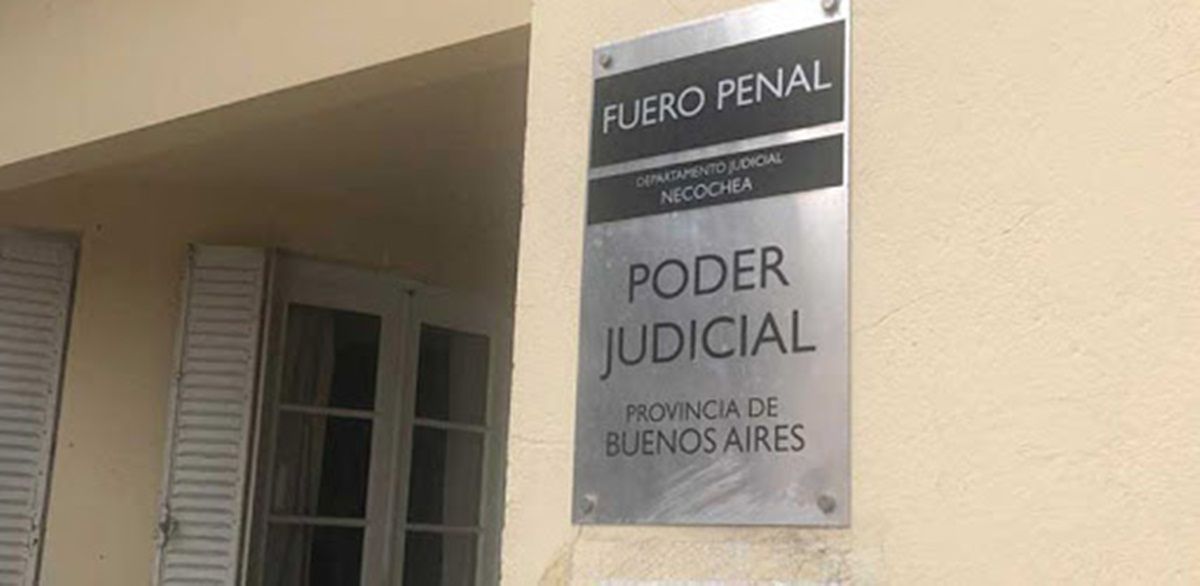 FUERO PENAL
DEPARTAMENTO JUDICIAL
NECOCHEA
PODER
JUDICIAL
PROVINCIA DE
BUENOS AIRES